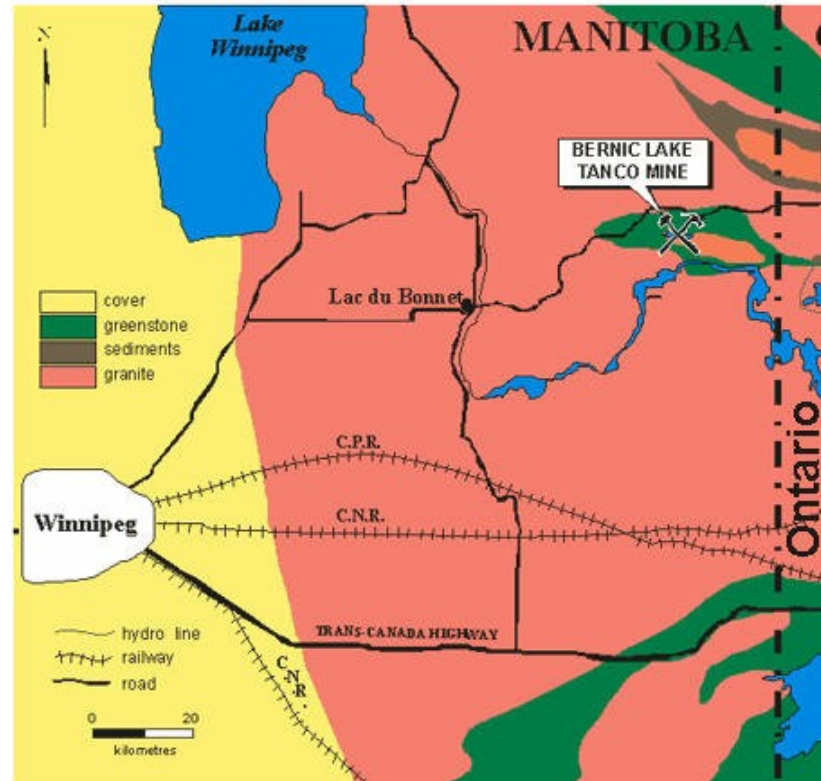 N
Lake
Winnipeg
MANITOBA
BERNIC LAKE
TANCO MINE
Lac du Bonnet
cover
greenstone
sediments
granite
C.P.R.
C.N.R.
Winnipeg
Ontario
TRANS-CANADA HIGHWAY
C.N.R.
hydro line
railway
road
0 20
kilometres